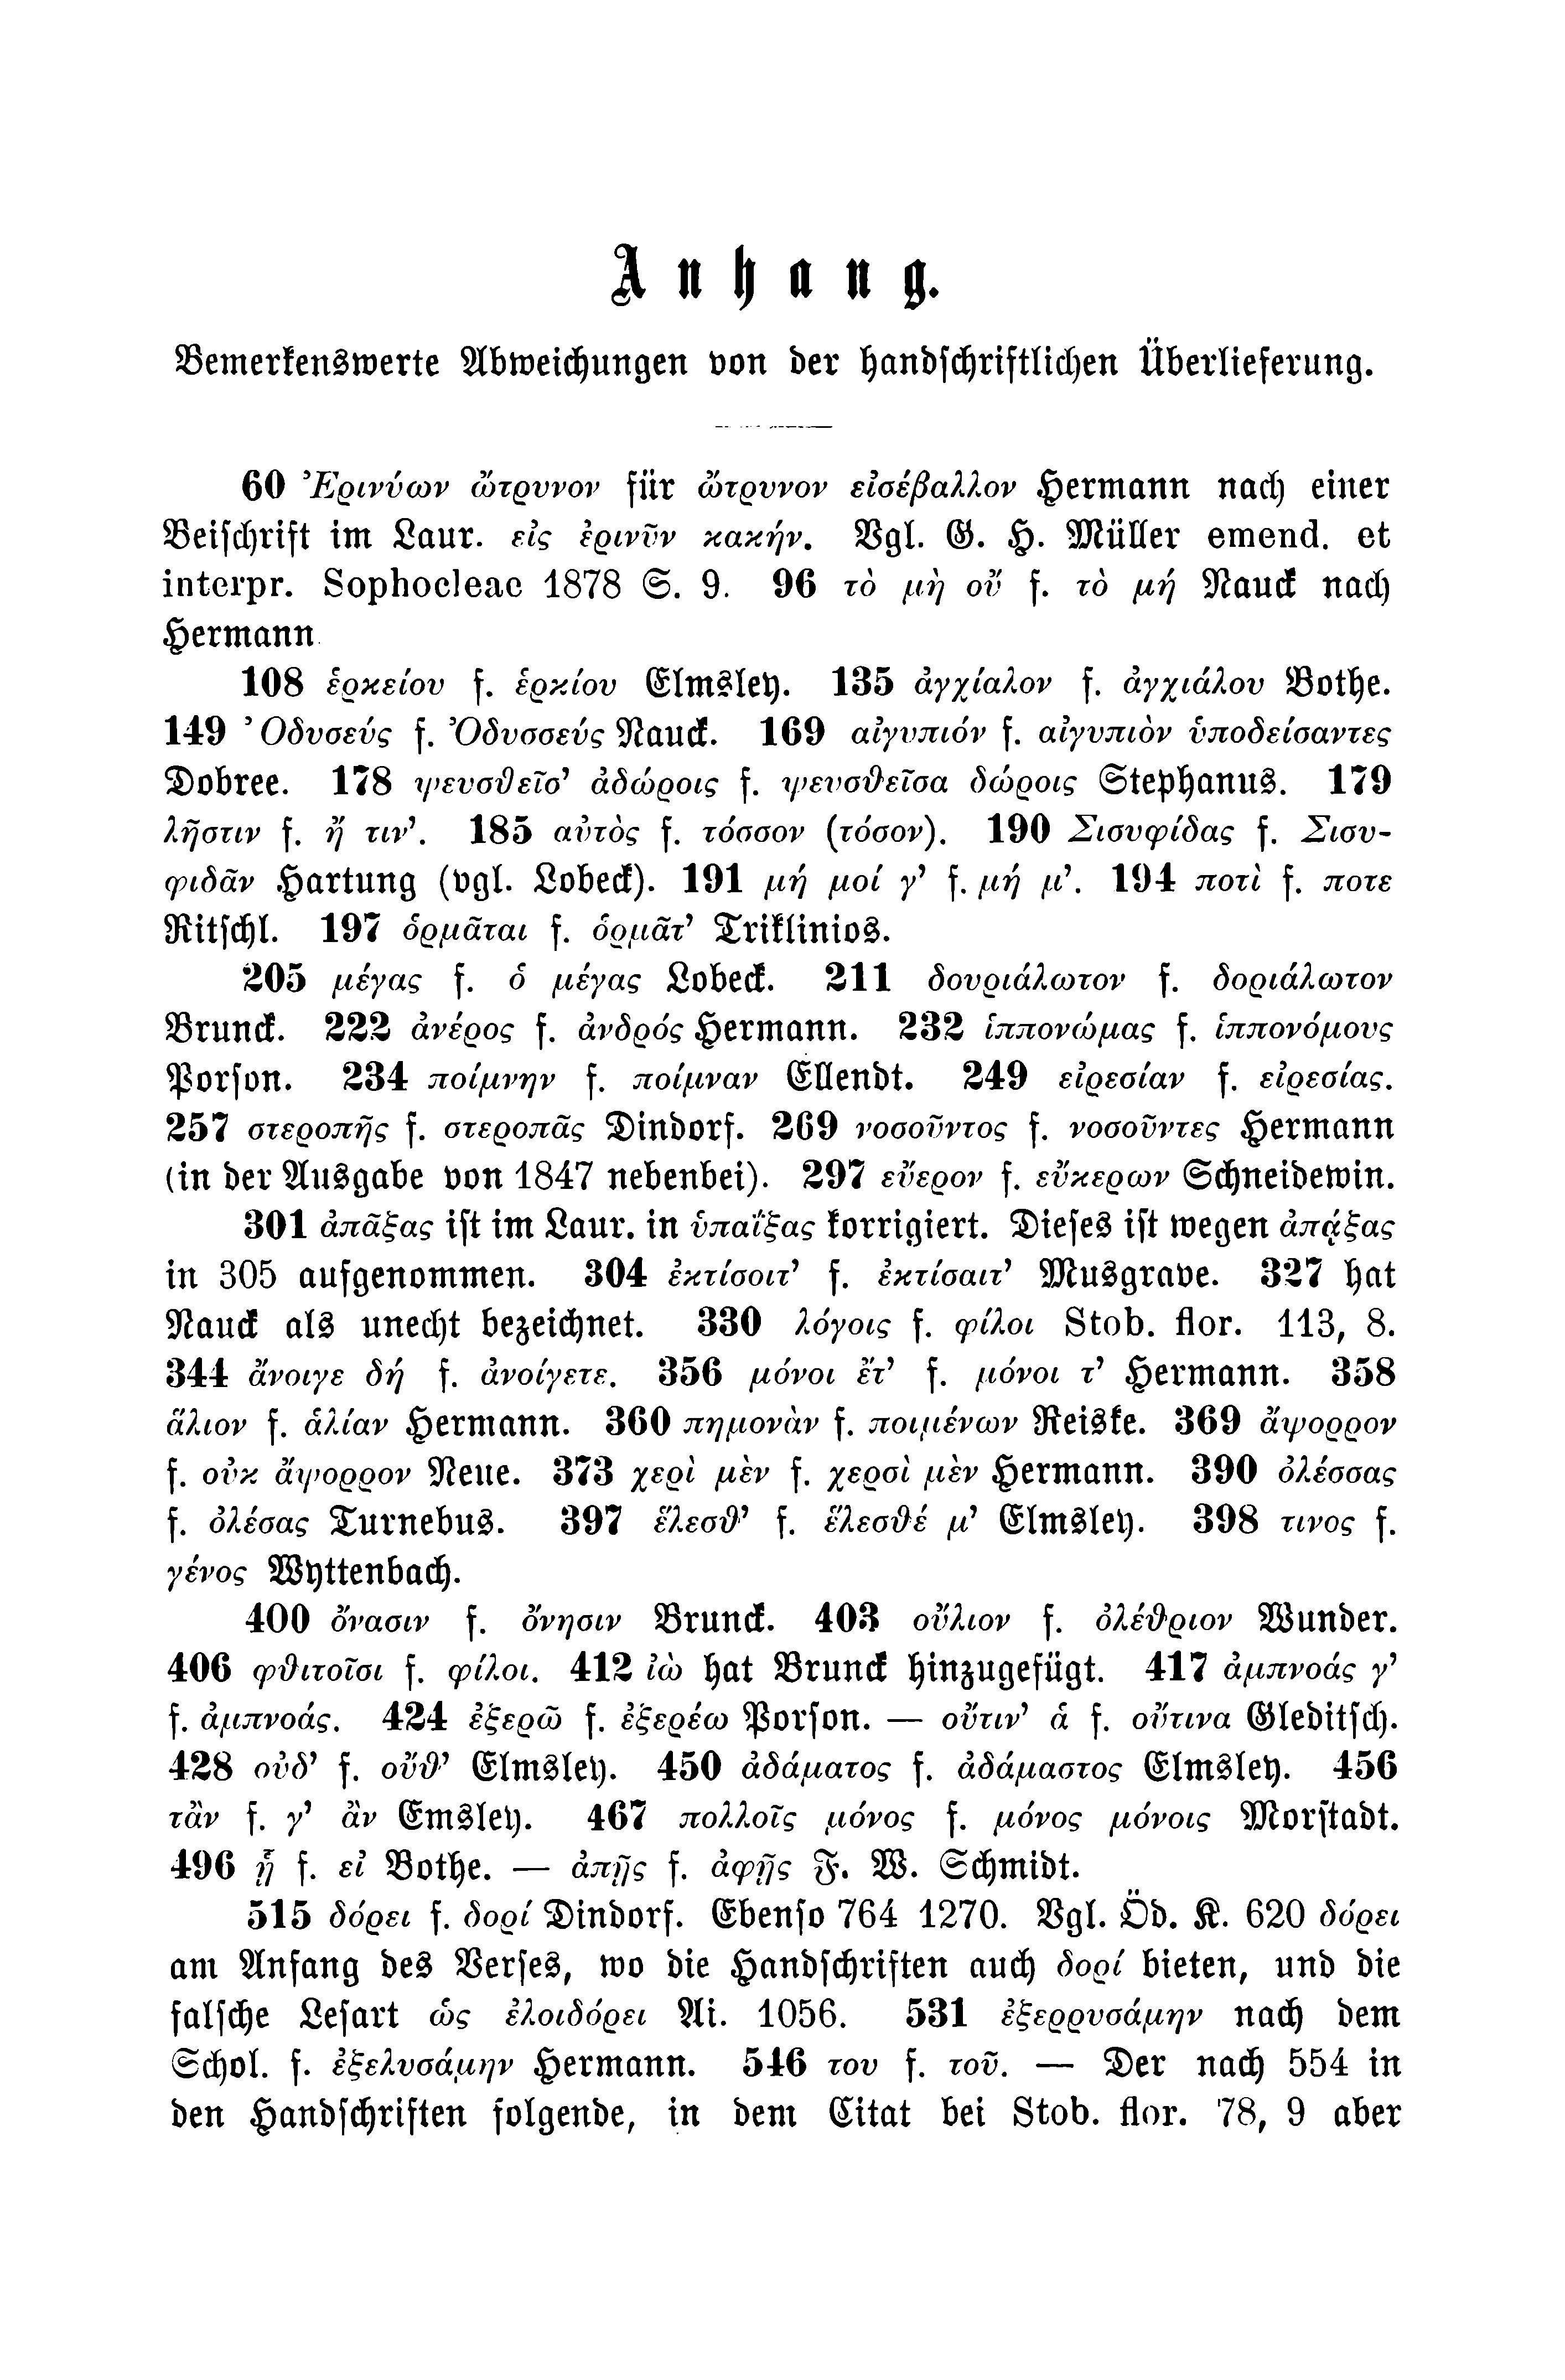 Anhang.
Bemerkenswerte Abweichungen von der handschriftlichen Überlieferung.
60 Ἐρινύων ὤτρυνον für ὤτρυνον εἰσέβαλλον Hermann nach einer
Beischrift im Laur. εἰς ἐρινῦν κακήν. Vgl. G. H. Müller emend. et
interpr. Sophocleae 1878 S. 9. 96 τὸ μὴ οὔ f. τὸ μή Nauck nach
Hermann
108 ἑρκείου f. ἑρκίου Elmsley. 135 ἀγχίαλον f. ἀγχιάλου Bothe.
149 Ὀδυσεύς f. Ὀδυσσεύς Nauck. 169 αἰγυπιόν f. αἰγυπιὸν ὑποδείσαντες
Dobree. 178 ψευσθεῖσ’ ἀδώροις f. ψευσθεῖσα δώροις Stephanus. 179
λῇστιν f. ἤ τιν’. 185 αὐτὸς f. τόσσον (τόσον). 190 Σισυφίδας f. Σισυ-
φιδᾶν Hartung (vgl. Lobeck). 191 μή μοί γ’ f. μή μ’. 194 ποτὶ f. ποτε
Ritschl. 197 ὁρμᾶται f. ὁρμᾶτ’ Triklinios.
205 μέγας f. ὁ μέγας Lobeck. 211 δουριάλωτον f. δοριάλωτον
Brunck. 222 ἀνέρος f. ἀνδρός Hermann. 232 ἱππονώμας f. ἱππονόμους
Porson. 234 ποίμνην f. ποίμναν Ellendt. 249 εἰρεσίαν f. εἰρεσίας.
257 στεροπῆς f. στεροπᾶς Dindorf. 269 νοσοῦντος f. νοσοῦντες Hermann
(in der Ausgabe von 1847 nebenbei). 297 εὔερον f. εὔκερων Schneidewin.
301 ἀπᾶξας ist im Laur. in ὑπαΐξας korrigiert. Dieses ist wegen ἀπᾴξας
in 305 aufgenommen. 304 ἐκτίσοιτ’ f. ἐκτίσαιτ’ Musgrave. 327 hat
Nauck als unecht bezeichnet. 330 λόγοις f. φίλοι Stob. flor. 113, 8.
344 ἄνοιγε δή f. ἀνοίγετε. 356 μόνοι ἔτ’ f. μόνοι τ’ Hermann. 358
ἅλιον f. ἁλίαν Hermann. 360 πημονὰν f. ποιμένων Reiske. 369 ἄψορρον
f. οὐκ ἄψορρον Neue. 373 χερὶ μὲν f. χερσὶ μὲν Hermann. 390 ὀλέσσας
f. ὀλέσας Turnebus. 397 ἕλεσθ’ f. ἕλεσθέ μ’ Elmsley. 398 τινος f.
γένος Wyttenbach.
400 ὄνασιν f. ὄνησιν Brunck. 403 οὔλιον f. ὀλέθριον Wunder.
406 φθιτοῖσι f. φίλοι. 412 ἰὼ hat Brunck hinzugefügt. 417 ἀμπνοάς γ’
f. ἀμπνοάς. 424 ἐξερῶ f. ἐξερέω Porson. — οὔτιν’ ἁ f. οὔτινα Gleditsch.
428 οὐδ’ f. οὔθ’ Elmsley. 450 ἀδάματος f. ἀδάμαστος Elmsley. 456
τἂν f. γ’ ἂν Emsley. 467 πολλοῖς μόνος f. μόνος μόνοις Morstadt.
496 ᾗ f. εἰ Bothe. — ἀπῇς f. ἀφῇς F. W. Schmidt.
515 δόρει f. δορί Dindorf. Ebenso 764 1270. Vgl. Öd. K. 620 δόρει
am Anfang des Verses, wo die Handschriften auch δορί bieten, und die
falsche Lesart ὡς ἐλοιδόρει Ai. 1056. 531 ἐξερρυσάμην nach dem
Schol. f. ἐξελυσάμην Hermann. 546 του f. τοῦ. — Der nach 554 in
den Handschriften folgende, in dem Citat bei Stob. flor. 78, 9 aber